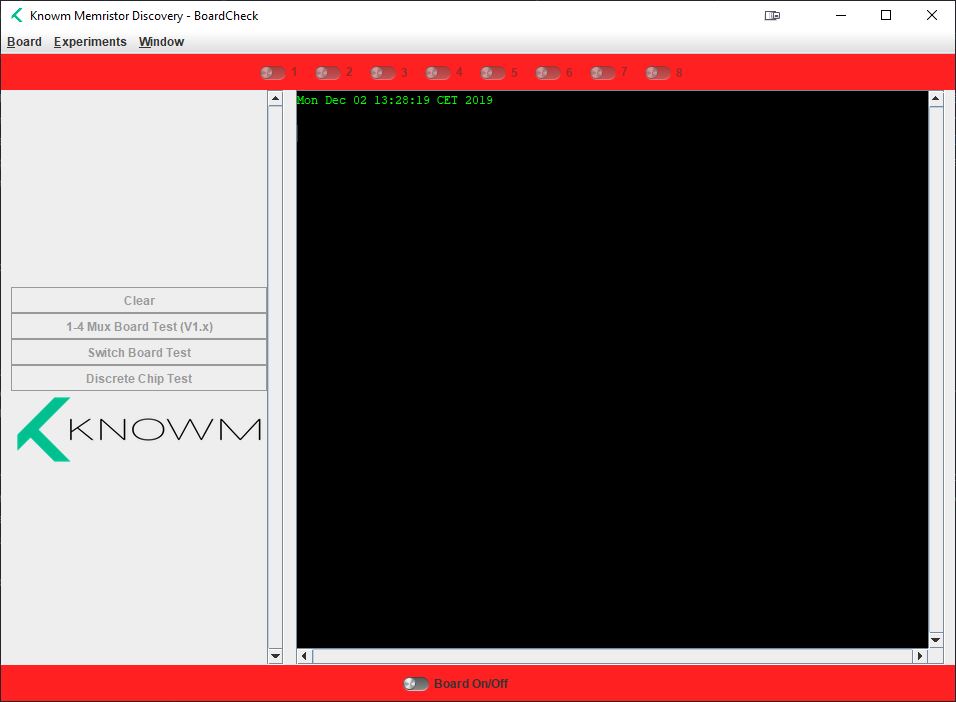 Knowm Memristor Discovery - BoardCheck
Board Experiments Window
1 2 3 4 5 6 7 8
Mon Dec 02 13:28:19 CET 2019
Clear
1-4 Mux Board Test (V1.x)
Switch Board Test
Discrete Chip Test
KNOWM
Board On/Off